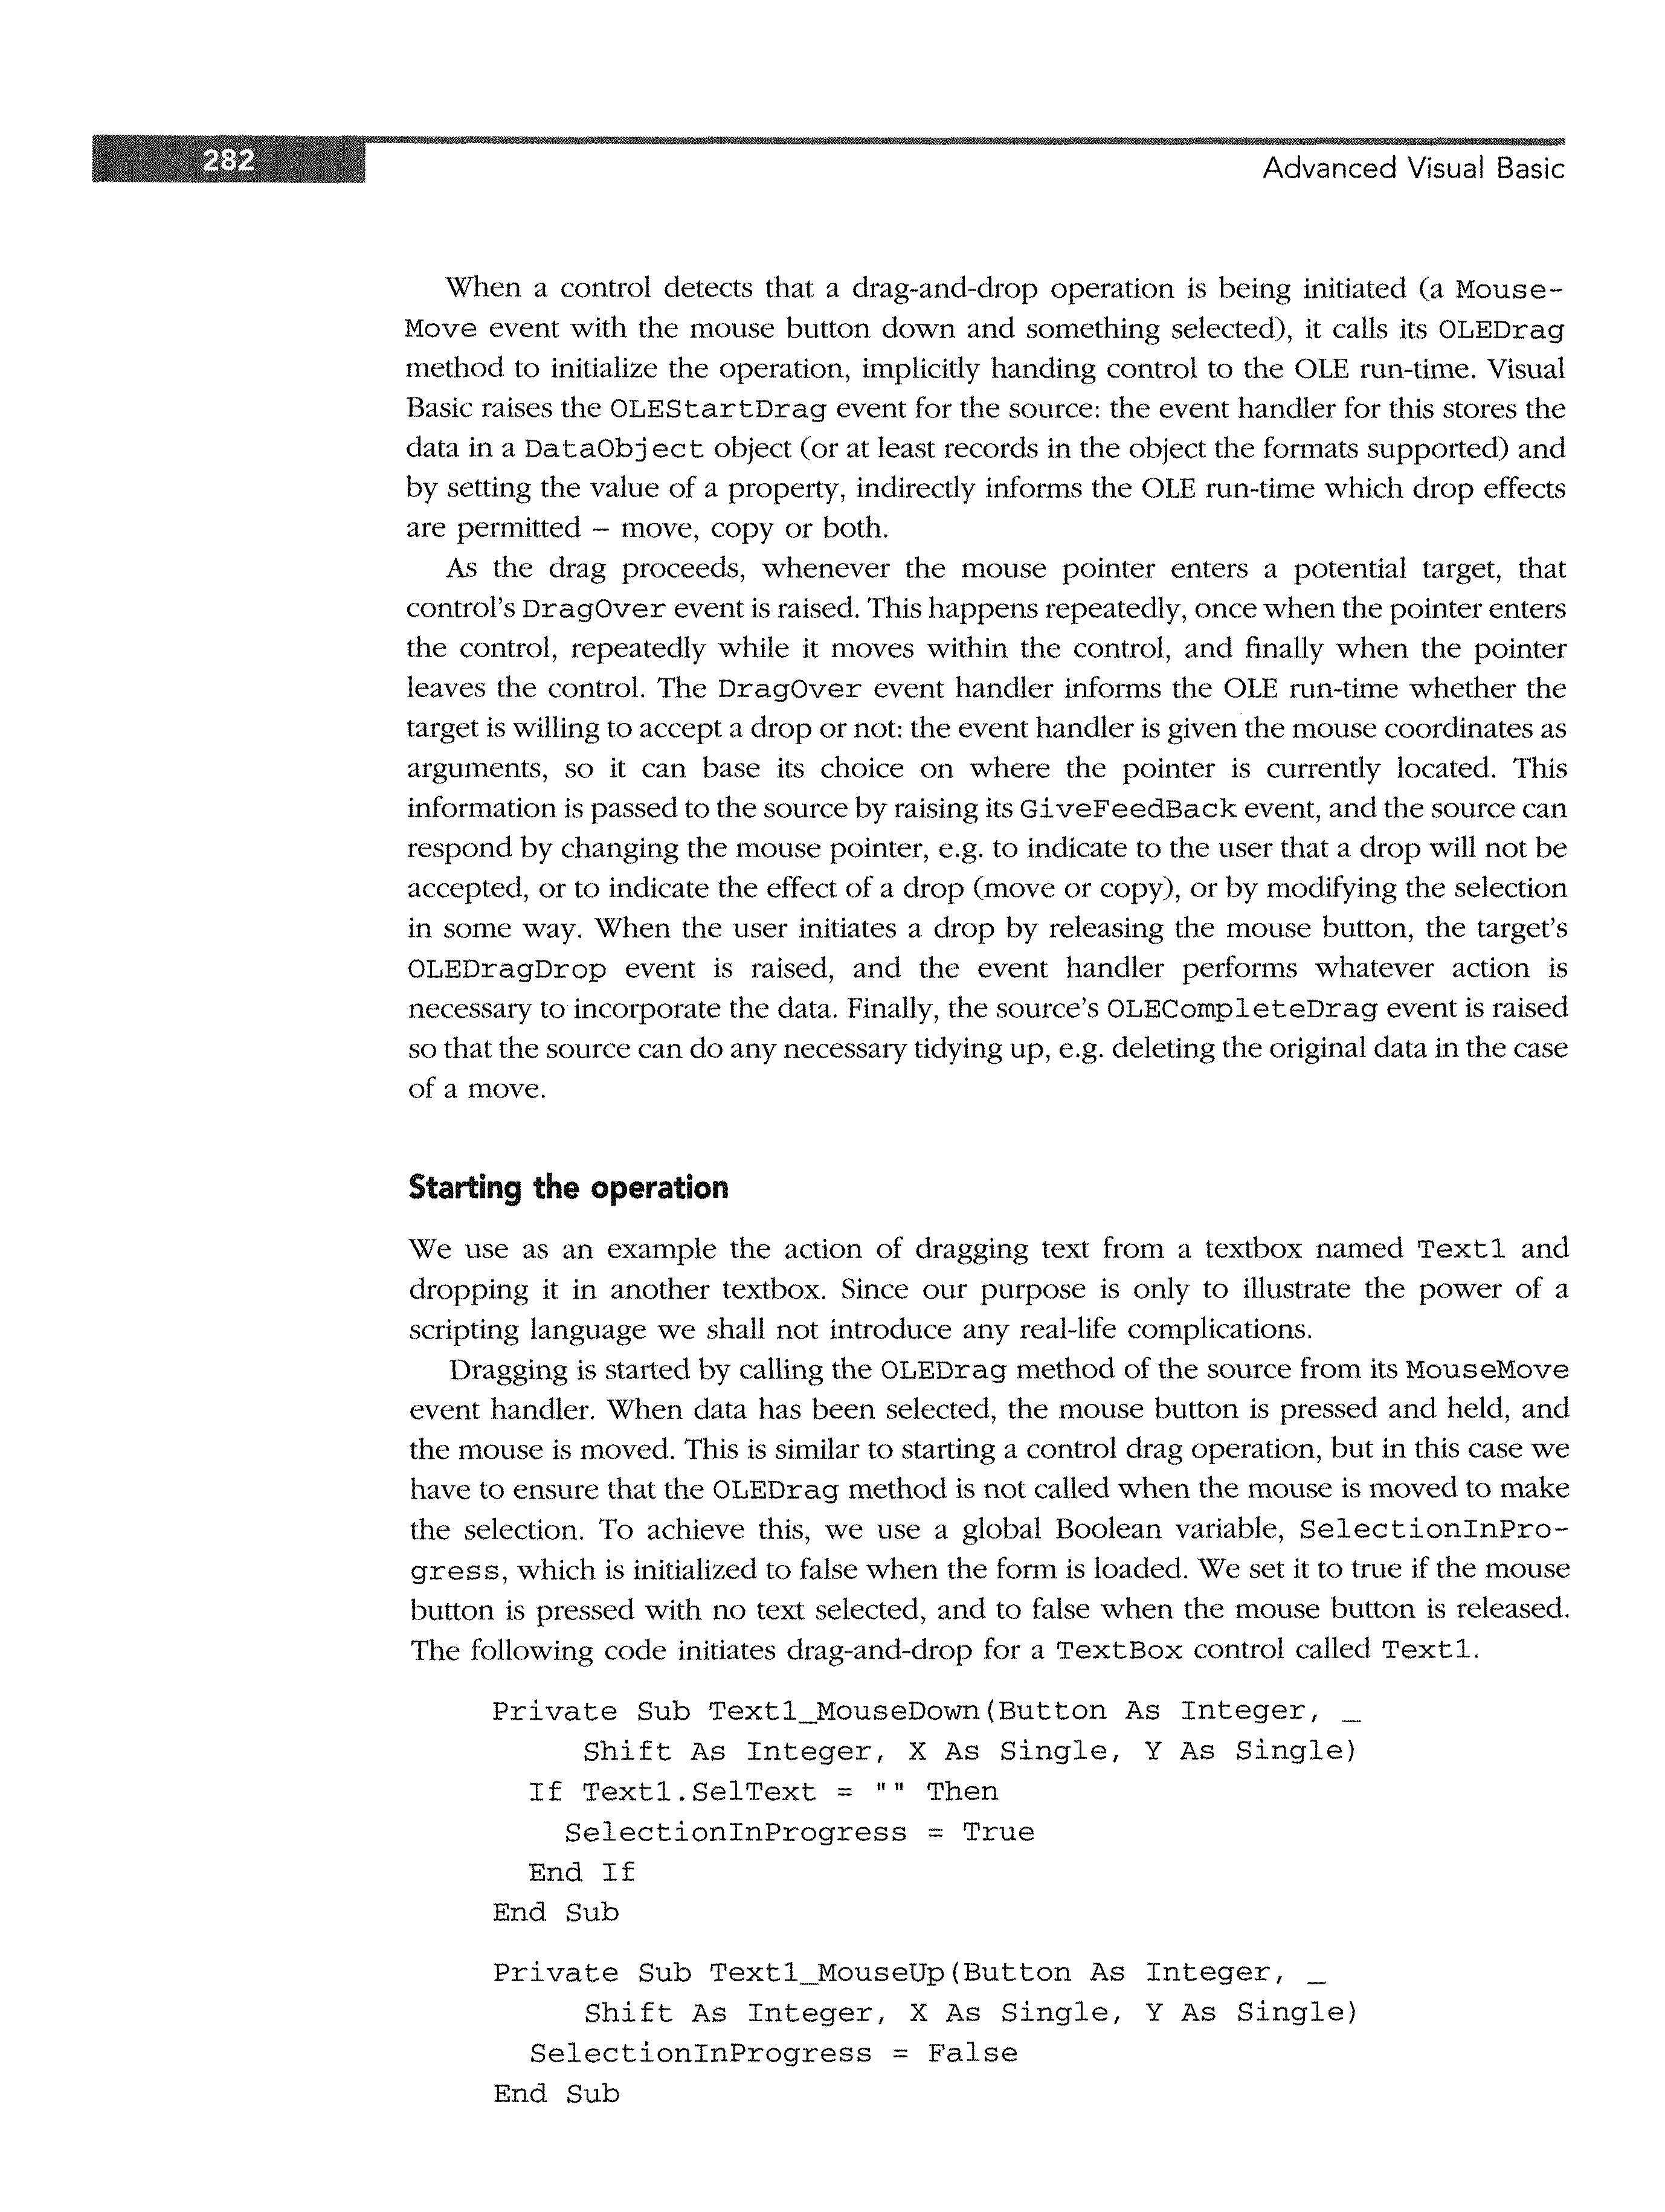 282
Advanced Visual Basic
When a control detects that a drag-and-drop operation is being initiated (a Mouse-
Move event with the mouse button down and something selected), it calls its OLEDrag
method to initialize the operation, implicitly handing control to the OLE run-time. Visual
Basic raises the OLEStartDrag event for the source: the event handler for this stores the
data in a DataObject object (or at least records in the object the formats supported) and
by setting the value of a property, indirectly informs the OLE run-time which drop effects
are permitted – move, copy or both.
As the drag proceeds, whenever the mouse pointer enters a potential target, that
control's DragOver event is raised. This happens repeatedly, once when the pointer enters
the control, repeatedly while it moves within the control, and finally when the pointer
leaves the control. The DragOver event handler informs the OLE run-time whether the
target is willing to accept a drop or not: the event handler is given the mouse coordinates as
arguments, so it can base its choice on where the pointer is currently located. This
information is passed to the source by raising its GiveFeedBack event, and the source can
respond by changing the mouse pointer, e.g. to indicate to the user that a drop will not be
accepted, or to indicate the effect of a drop (move or copy), or by modifying the selection
in some way. When the user initiates a drop by releasing the mouse button, the target's
OLEDragDrop event is raised, and the event handler performs whatever action is
necessary to incorporate the data. Finally, the source's OLECompleteDrag event is raised
so that the source can do any necessary tidying up, e.g. deleting the original data in the case
of a move.
Starting the operation
We use as an example the action of dragging text from a textbox named Text1 and
dropping it in another textbox. Since our purpose is only to illustrate the power of a
scripting language we shall not introduce any real-life complications.
Dragging is started by calling the OLEDrag method of the source from its MouseMove
event handler. When data has been selected, the mouse button is pressed and held, and
the mouse is moved. This is similar to starting a control drag operation, but in this case we
have to ensure that the OLEDrag method is not called when the mouse is moved to make
the selection. To achieve this, we use a global Boolean variable, SelectionInPro-
gress, which is initialized to false when the form is loaded. We set it to true if the mouse
button is pressed with no text selected, and to false when the mouse button is released.
The following code initiates drag-and-drop for a TextBox control called Text1.
Private Sub Text1_MouseDown(Button As Integer, _
Shift As Integer, X As Single, Y As Single)
If Text1.SelText = "" Then
SelectionInProgress = True
End If
End Sub
Private Sub Text1_MouseUp(Button As Integer, _
Shift As Integer, X As Single, Y As Single)
SelectionInProgress = False
End Sub